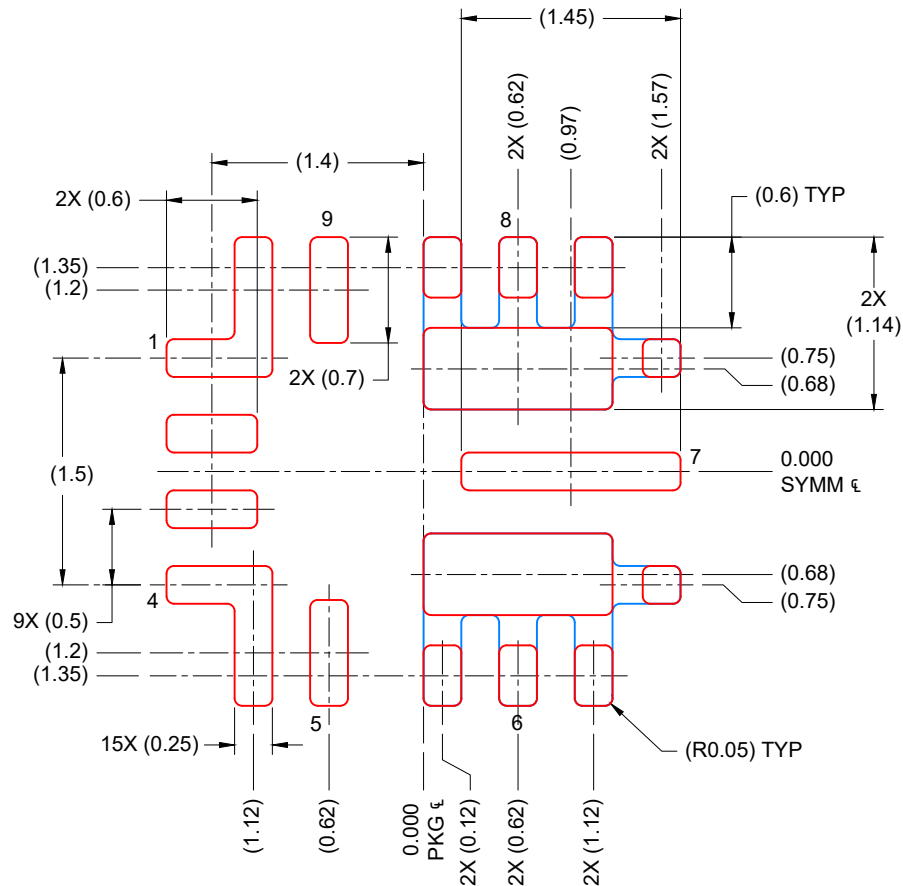 (1.45)
2X (0.62)
(0.97)
2X (1.57)
(1.4)
2X (0.6)
(0.6) TYP
9
8
(1.35)
(1.2)
2X
(1.14)
1
2X (0.7)
(0.75)
(0.68)
(1.5)
7
0.000
SYMM ℄
4
(0.68)
(0.75)
9X (0.5)
(1.2)
(1.35)
5
6
15X (0.25)
(R0.05) TYP
(1.12)
(0.62)
0.000
PKG ℄
2X (0.12)
2X (0.62)
2X (1.12)